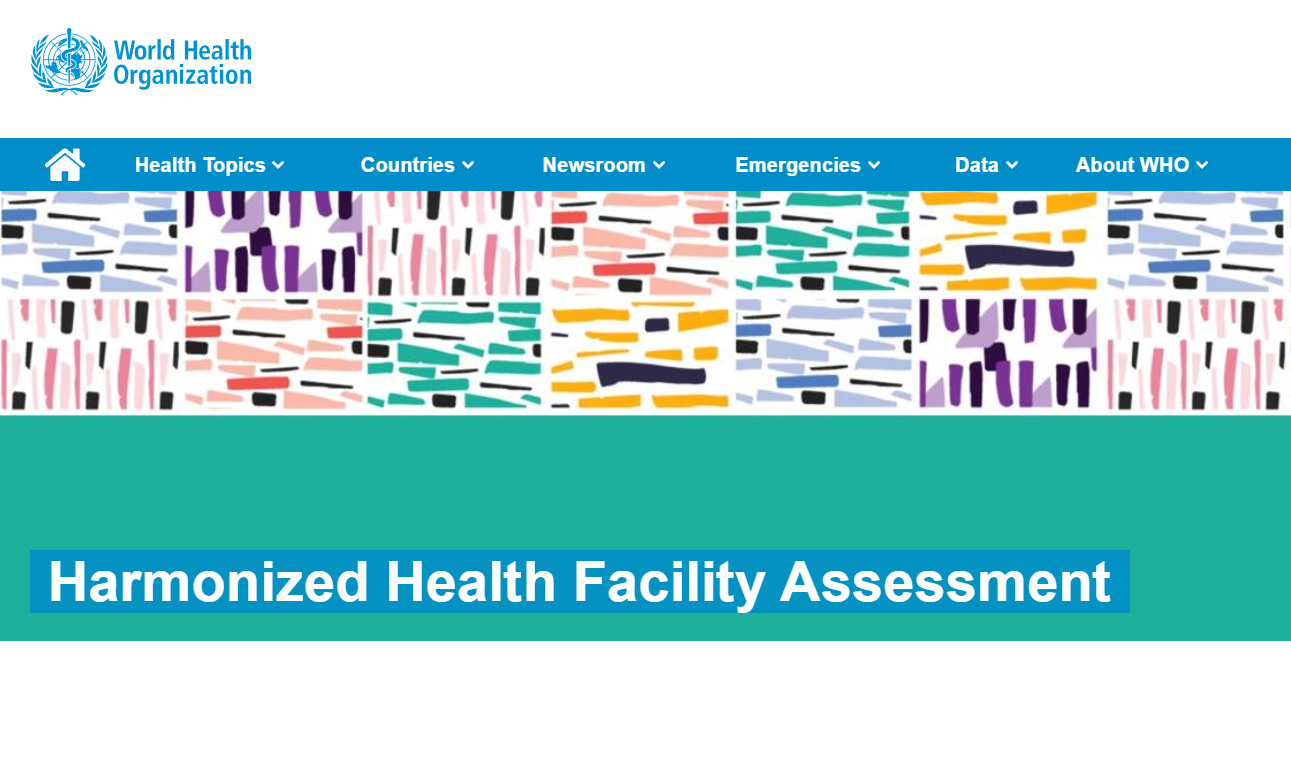 World Health
Organization
Health Topics Countries Newsroom Emergencies Data About WHO
Harmonized Health Facility Assessment